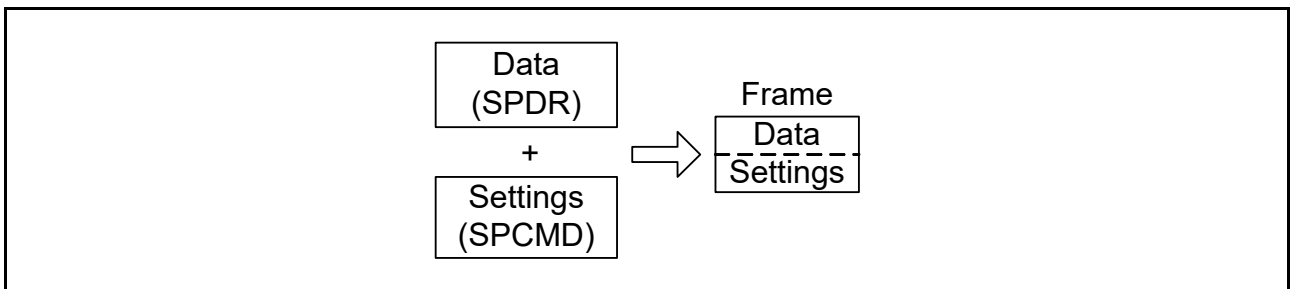 Data
(SPDR)
+
Settings
(SPCMD)
Frame
Data
Settings